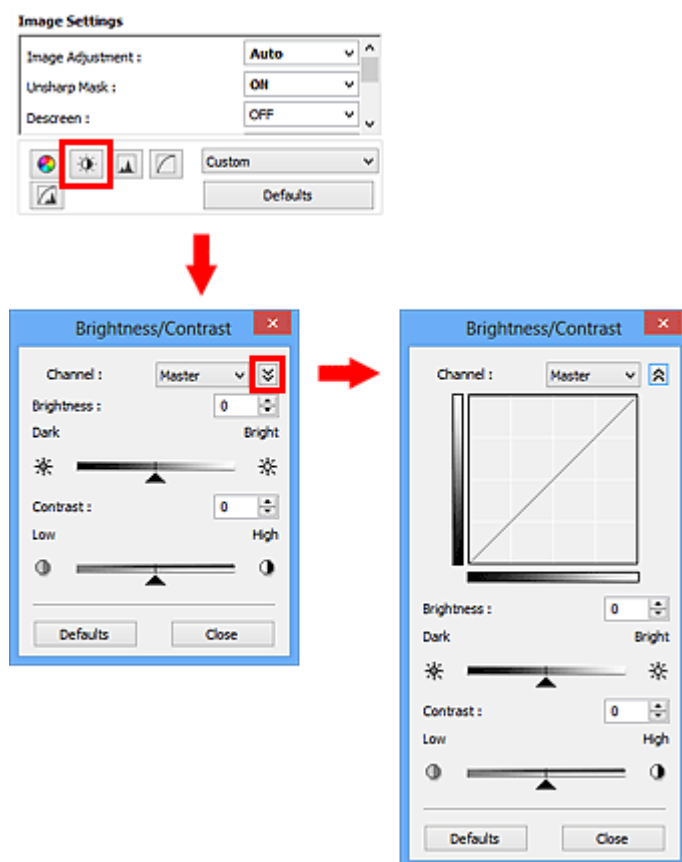 Image Settings
Image Adjustment : Auto
Unsharp Mask : ON
Descreen : OFF
Custom
Defaults
Brightness/Contrast
Channel : Master
Brightness : 0
Dark Bright
Contrast : 0
Low High
Defaults Close
Brightness/Contrast
Channel : Master
Brightness : 0
Dark Bright
Contrast : 0
Low High
Defaults Close